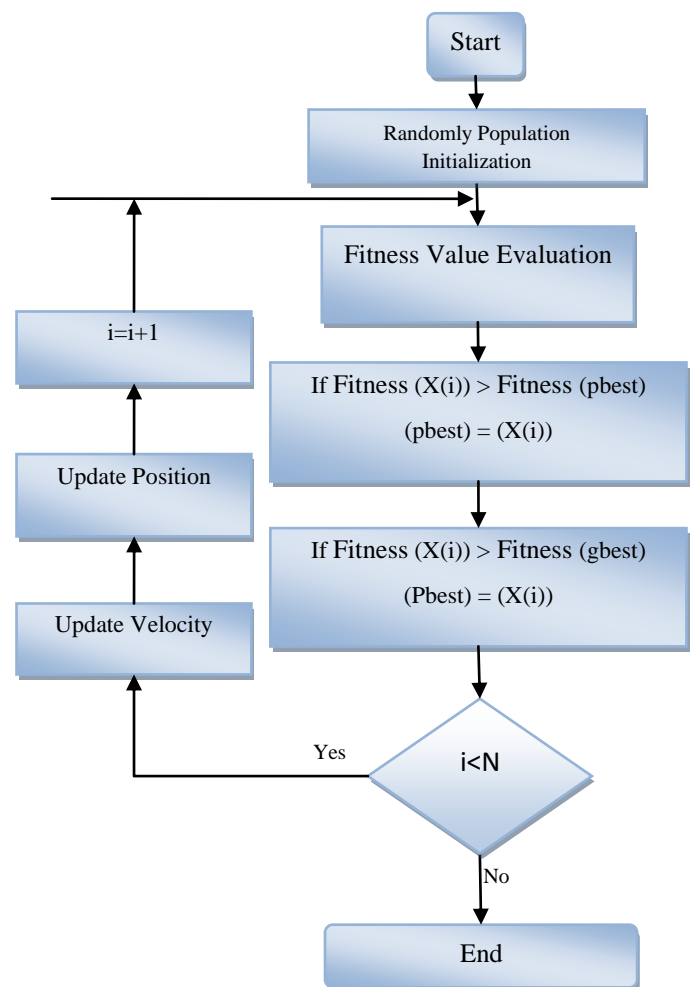 Start
Randomly Population
Initialization
Fitness Value Evaluation
If Fitness (X(i)) > Fitness (pbest)
(pbest) = (X(i))
If Fitness (X(i)) > Fitness (gbest)
(Pbest) = (X(i))
i<N
Yes
Update Velocity
Update Position
i=i+1
No
End